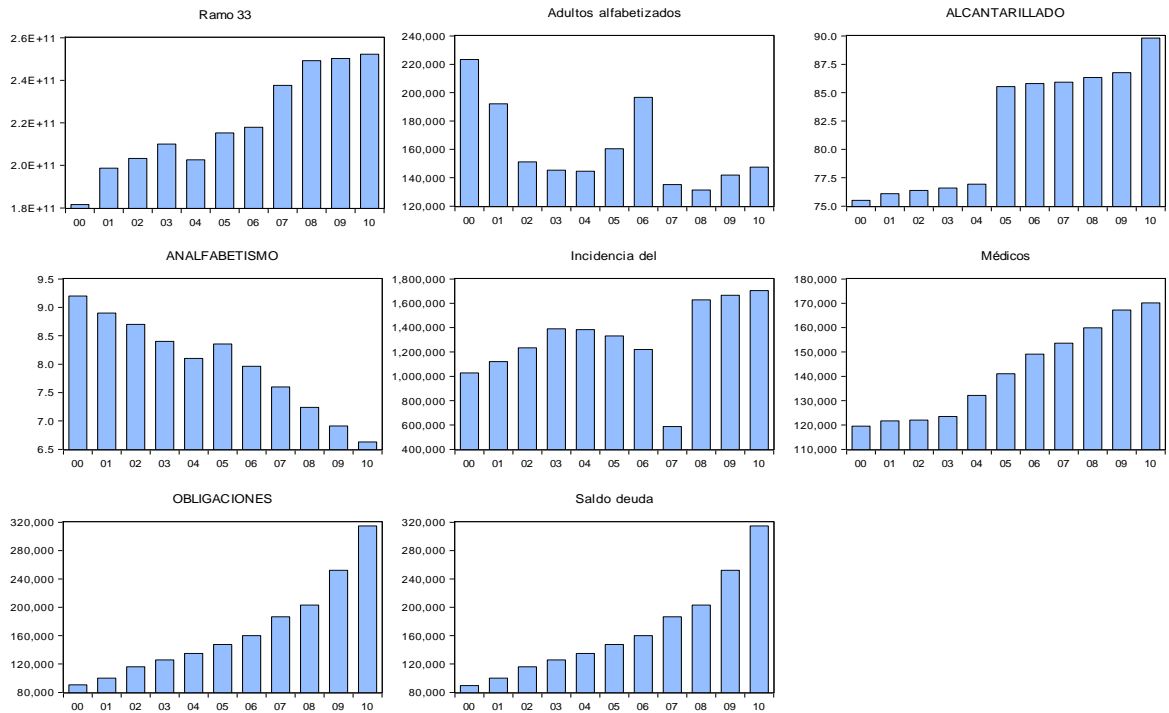 Ramo 33
2.6E+11
2.4E+11
2.2E+11
2.0E+11
1.8E+11
00 01 02 03 04 05 06 07 08 09 10
Adultos alfabetizados
240,000
220,000
200,000
180,000
160,000
140,000
120,000
00 01 02 03 04 05 06 07 08 09 10
ALCANTARILLADO
90.0
87.5
85.0
82.5
80.0
77.5
75.0
00 01 02 03 04 05 06 07 08 09 10
ANALFABETISMO
9.5
9.0
8.5
8.0
7.5
7.0
6.5
00 01 02 03 04 05 06 07 08 09 10
Incidencia del
1,800,000
1,600,000
1,400,000
1,200,000
1,000,000
800,000
600,000
400,000
00 01 02 03 04 05 06 07 08 09 10
Médicos
180,000
170,000
160,000
150,000
140,000
130,000
120,000
110,000
00 01 02 03 04 05 06 07 08 09 10
OBLIGACIONES
320,000
280,000
240,000
200,000
160,000
120,000
80,000
00 01 02 03 04 05 06 07 08 09 10
Saldo deuda
320,000
280,000
240,000
200,000
160,000
120,000
80,000
00 01 02 03 04 05 06 07 08 09 10